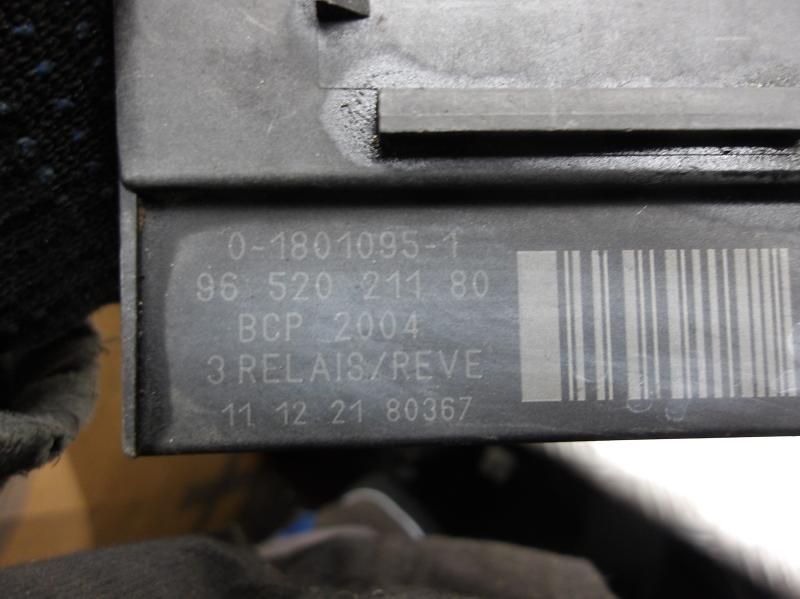 0-1801095-1
96 520 211 80
BCP 2004
3 RELAIS/REVE
11 12 21 80367